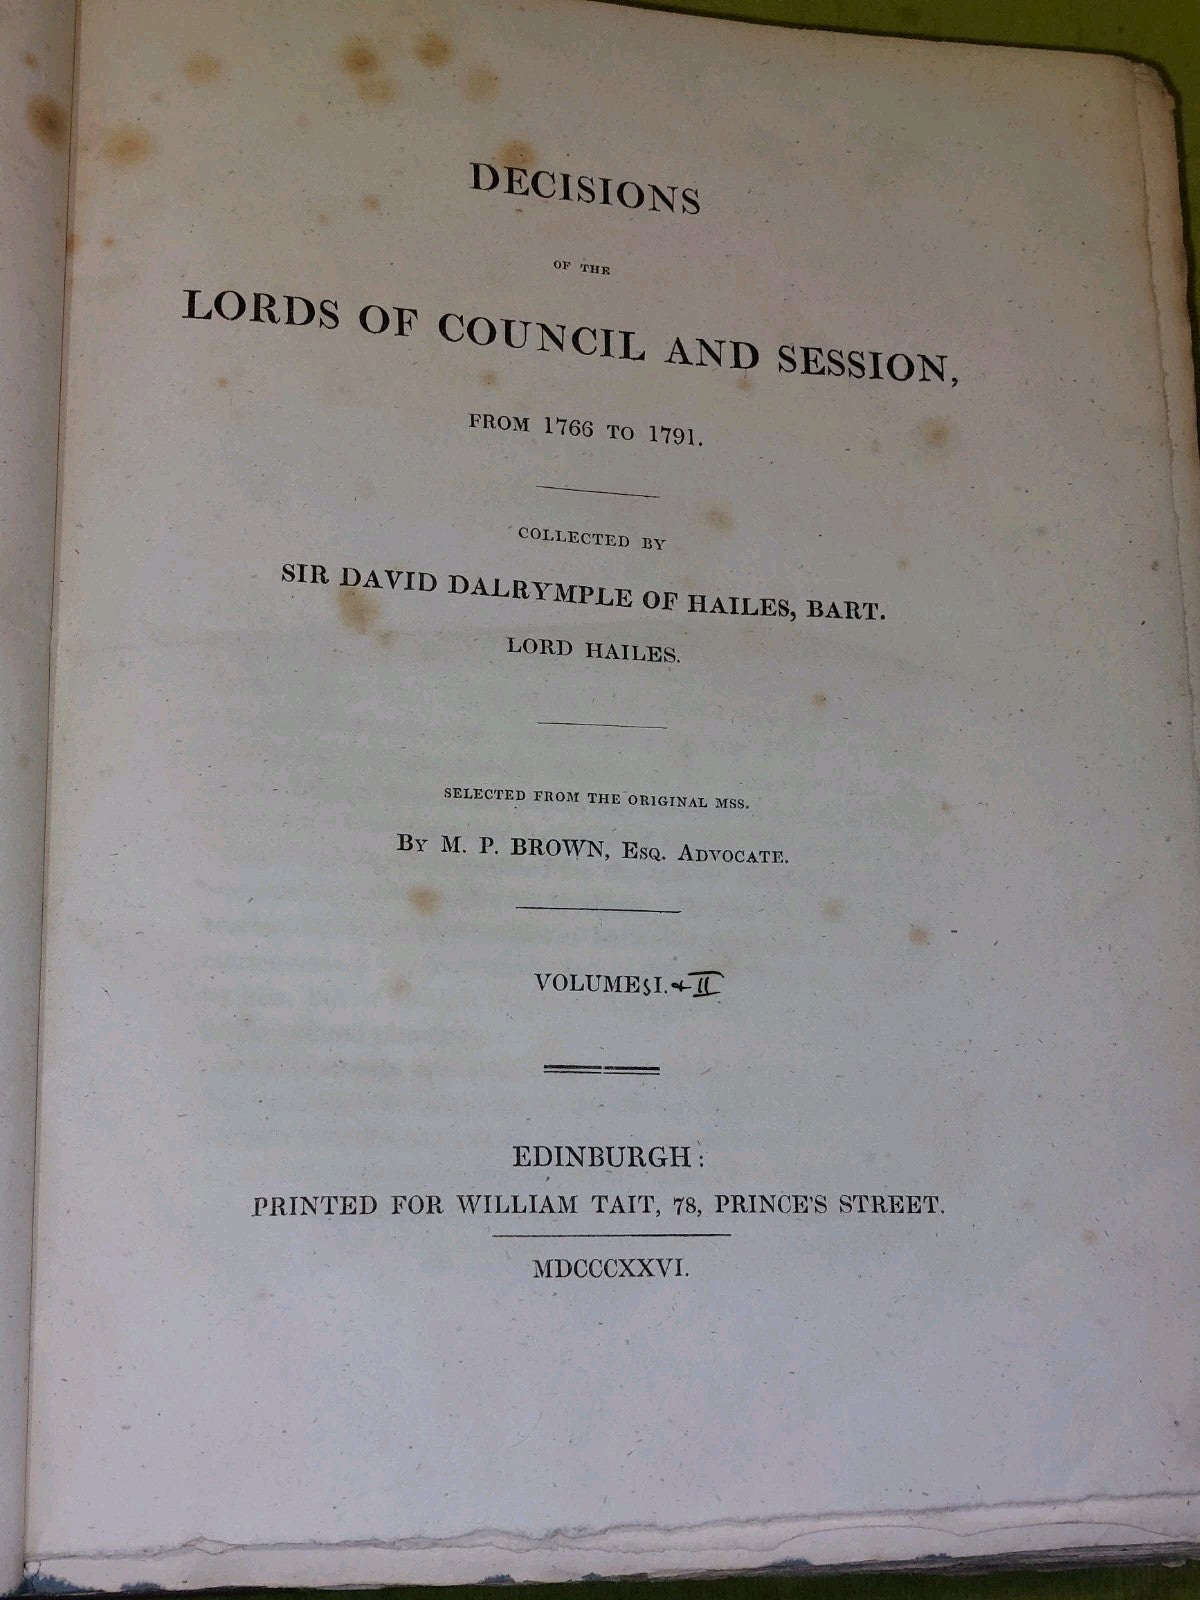 DECISIONS
OF THE
LORDS OF COUNCIL AND SESSION,
FROM 1766 TO 1791.
COLLECTED BY
SIR DAVID DALRYMPLE OF HAILES, BART.
LORD HAILES.
SELECTED FROM THE ORIGINAL MSS.
BY M. P. BROWN, ESQ. ADVOCATE.
VOLUMEs I. & II
EDINBURGH:
PRINTED FOR WILLIAM TAIT, 78, PRINCE'S STREET.
MDCCCXXVI.